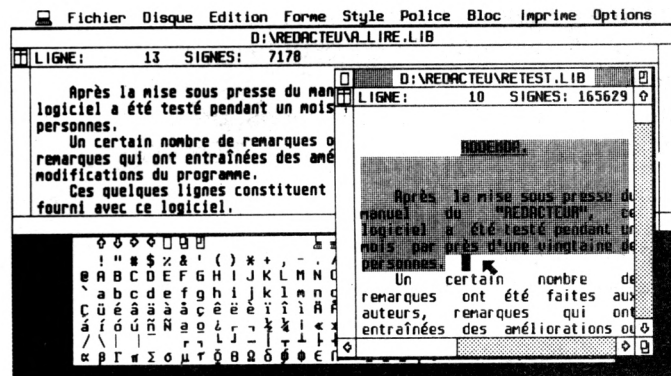 Fichier Disque Edition Forme Style Police Bloc Imprime Options
D:\REDACTEU\A_LIRE.LIB
LIGNE: 13 SIGNES: 7178
Après la mise sous presse du man
logiciel a été testé pendant un mois
personnes.
Un certain nombre de remarques o
remarques qui ont entraînées des amé
modifications du programme.
Ces quelques lignes constituent
fourni avec ce logiciel.
D:\REDACTEU\RETEST.LIB
LIGNE: 10 SIGNES: 165629
ADDENDA.
Après la mise sous presse du
manuel du "REDACTEUR", ce
logiciel a été testé pendant un
mois par près d'une vingtaine de
personnes.
Un certain nombre de
remarques ont été faites aux
auteurs, remarques qui ont
entraînées des améliorations ou
! " # $ % & ' ( ) * + , - . /
@ A B C D E F G H I J K L M N O
` a b c d e f g h i j k l m n o
Ç ü é â ä à å ç ê ë è ï î ì Ä Å
á í ó ú ñ Ñ ª º ¿ ⌐ ¬ ½ ¼ ¡ « »
α β Γ π Σ σ µ τ Φ Θ Ω δ